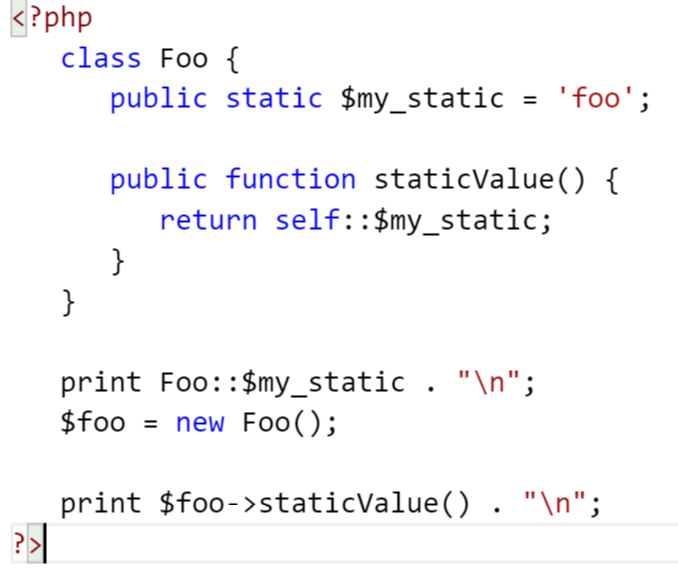 <?php
class Foo {
public static $my_static = 'foo';
public function staticValue() {
return self::$my_static;
}
}
print Foo::$my_static . "\n";
$foo = new Foo();
print $foo->staticValue() . "\n";
?>